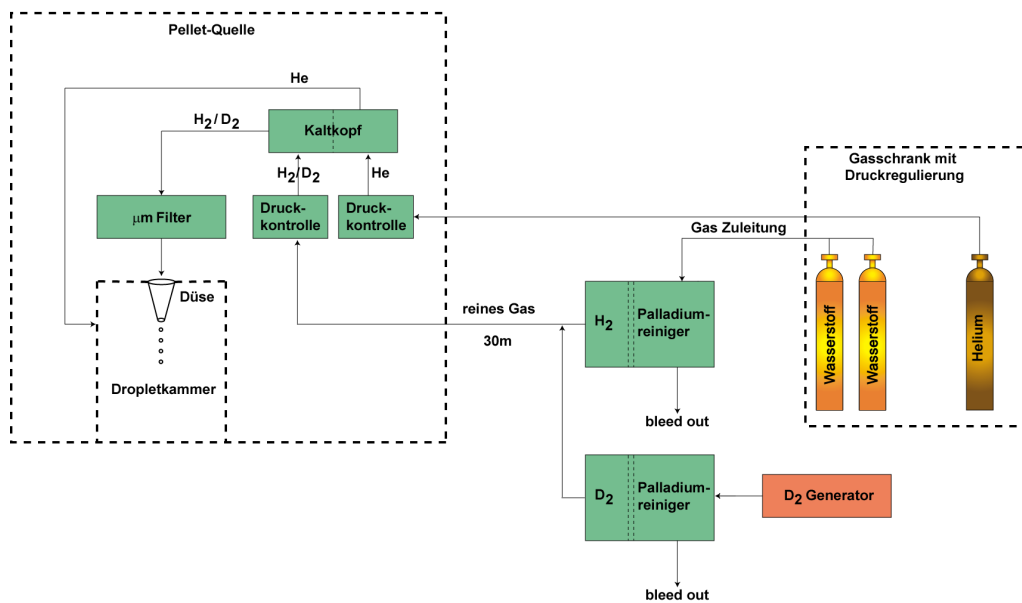 Pellet-Quelle
He
H2/ D2
Kaltkopf
H2/D2
He
µm Filter
Druck-
kontrolle
Druck-
kontrolle
Düse
Dropletkammer
reines Gas
30m
Gas Zuleitung
H2
Palladium-
reiniger
bleed out
D2
Palladium-
reiniger
bleed out
D2 Generator
Gasschrank mit
Druckregulierung
Wasserstoff
Wasserstoff
Helium